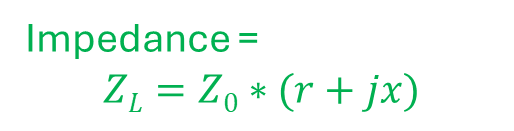 Impedance =
Z_L = Z_0 * (r + jx)